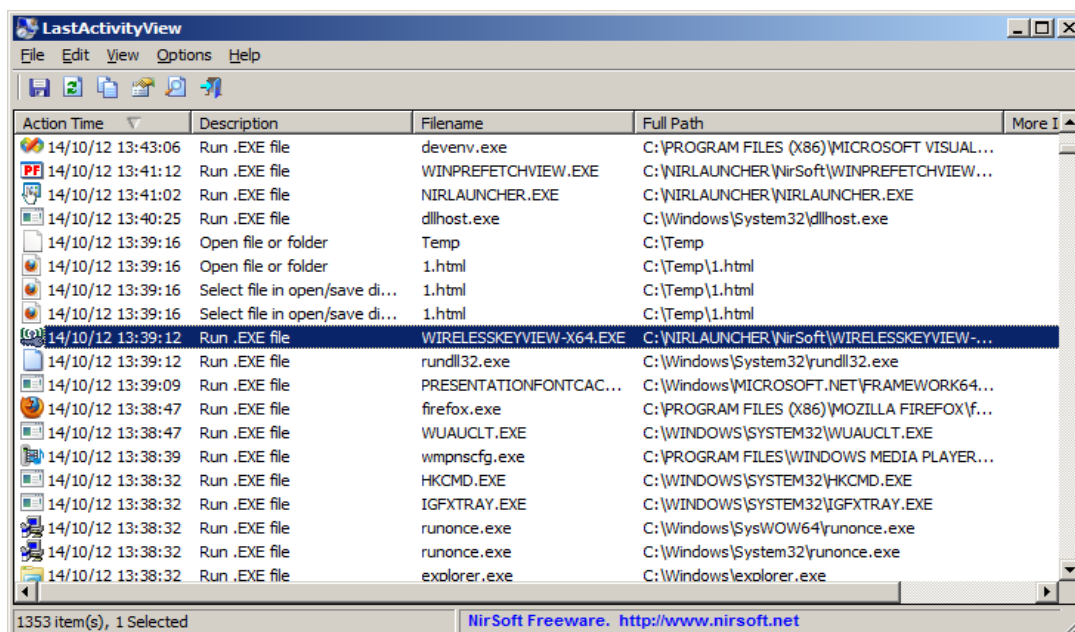 LastActivityView
File Edit View Options Help
Action Time Description Filename Full Path More I
14/10/12 13:43:06 Run .EXE file devenv.exe C:\PROGRAM FILES (X86)\MICROSOFT VISUAL...
PF 14/10/12 13:41:12 Run .EXE file WINPREFETCHVIEW.EXE C:\NIRLAUNCHER\NirSoft\WINPREFETCHVIEW...
14/10/12 13:41:02 Run .EXE file NIRLAUNCHER.EXE C:\NIRLAUNCHER\NIRLAUNCHER.EXE
14/10/12 13:40:25 Run .EXE file dllhost.exe C:\Windows\System32\dllhost.exe
14/10/12 13:39:16 Open file or folder Temp C:\Temp
14/10/12 13:39:16 Open file or folder 1.html C:\Temp\1.html
14/10/12 13:39:16 Select file in open/save di... 1.html C:\Temp\1.html
14/10/12 13:39:16 Select file in open/save di... 1.html C:\Temp\1.html
14/10/12 13:39:12 Run .EXE file WIRELESSKEYVIEW-X64.EXE C:\NIRLAUNCHER\NirSoft\WIRELESSKEYVIEW-...
14/10/12 13:39:12 Run .EXE file rundll32.exe C:\Windows\System32\rundll32.exe
14/10/12 13:39:09 Run .EXE file PRESENTATIONFONTCAC... C:\Windows\MICROSOFT.NET\FRAMEWORK64...
14/10/12 13:38:47 Run .EXE file firefox.exe C:\PROGRAM FILES (X86)\MOZILLA FIREFOX\f...
14/10/12 13:38:47 Run .EXE file WUAUCLT.EXE C:\WINDOWS\SYSTEM32\WUAUCLT.EXE
14/10/12 13:38:39 Run .EXE file wmpnscfg.exe C:\PROGRAM FILES\WINDOWS MEDIA PLAYER...
14/10/12 13:38:32 Run .EXE file HKCMD.EXE C:\WINDOWS\SYSTEM32\HKCMD.EXE
14/10/12 13:38:32 Run .EXE file IGFXTRAY.EXE C:\WINDOWS\SYSTEM32\IGFXTRAY.EXE
14/10/12 13:38:32 Run .EXE file runonce.exe C:\Windows\SysWOW64\runonce.exe
14/10/12 13:38:32 Run .EXE file runonce.exe C:\Windows\System32\runonce.exe
14/10/12 13:38:32 Run .EXE file explorer.exe C:\Windows\explorer.exe
1353 item(s), 1 Selected NirSoft Freeware. http://www.nirsoft.net